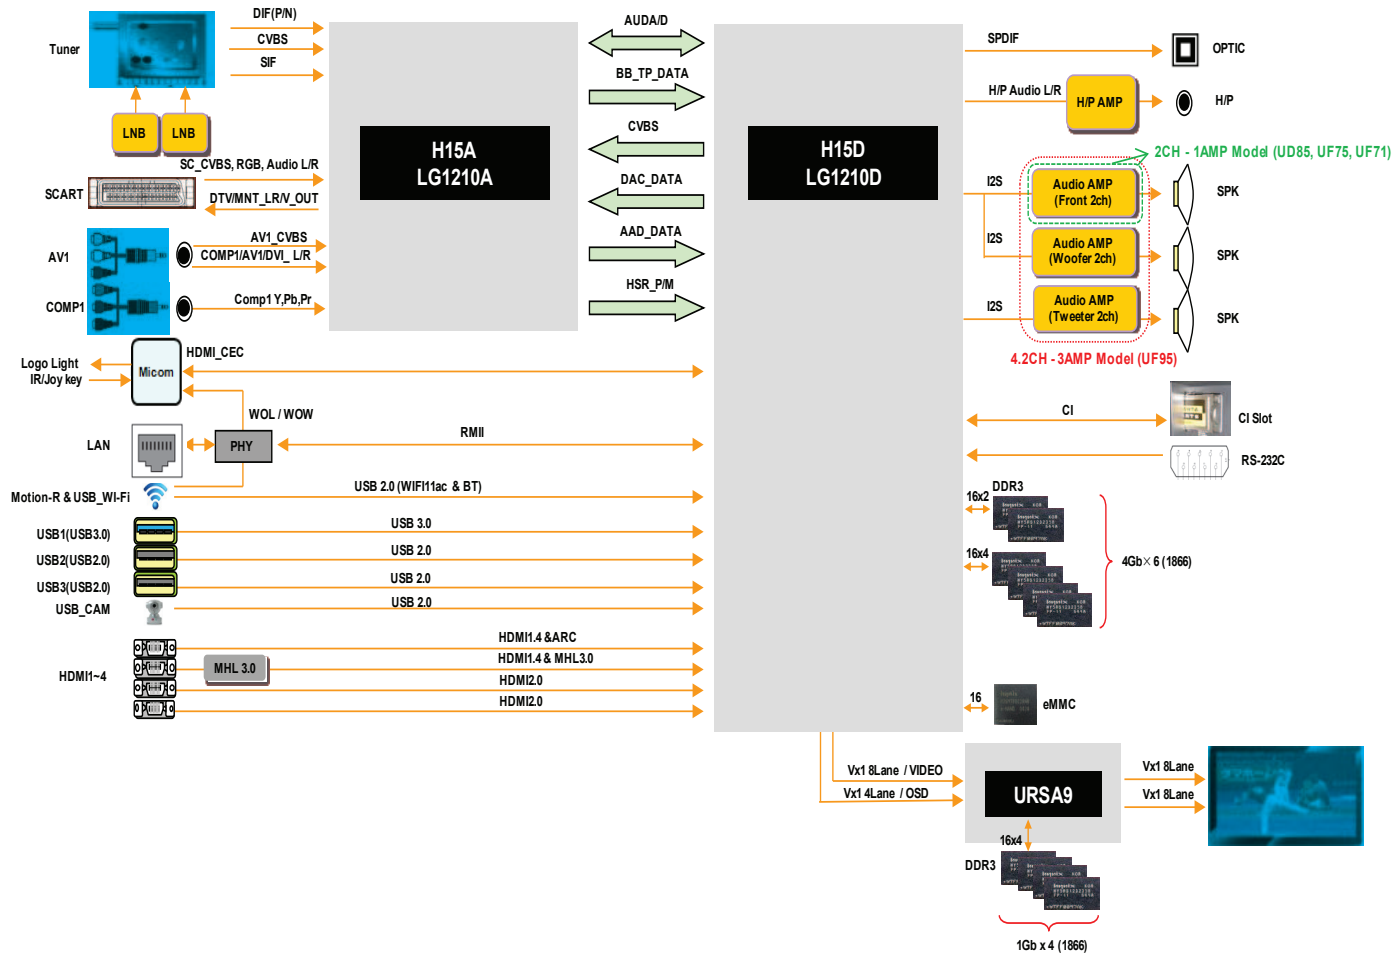 DIF(P/N)
Tuner
CVBS
SIF
LNB
LNB
SC_CVBS, RGB, Audio L/R
SCART
DTV/MNT_LR/V_OUT
AV1_CVBS
AV1
COMP1/AV1/DVI_ L/R
COMP1
Comp1 Y,Pb,Pr
H15A
LG1210A
AUDA/D
BB_TP_DATA
CVBS
DAC_DATA
AAD_DATA
HSR_P/M
H15D
LG1210D
SPDIF
OPTIC
H/P Audio L/R
H/P AMP
H/P
2CH - 1AMP Model (UD85, UF75, UF71)
I2S
Audio AMP
(Front 2ch)
SPK
I2S
Audio AMP
(Woofer 2ch)
SPK
I2S
Audio AMP
(Tweeter 2ch)
SPK
4.2CH - 3AMP Model (UF95)
HDMI_CEC
Logo Light
IR/Joy key
Micom
WOL / WOW
LAN
PHY
RMII
Motion-R & USB_WI-Fi
USB 2.0 (WIFI11ac & BT)
USB1(USB3.0)
USB 3.0
USB2(USB2.0)
USB 2.0
USB3(USB2.0)
USB 2.0
USB_CAM
USB 2.0
HDMI1~4
MHL 3.0
HDMI1.4 &ARC
HDMI1.4 & MHL3.0
HDMI2.0
HDMI2.0
CI
CI Slot
RS-232C
DDR3
16x2
16x4
4Gb× 6 (1866)
16
eMMC
Vx1 8Lane / VIDEO
Vx1 4Lane / OSD
URSA9
Vx1 8Lane
Vx1 8Lane
16x4
DDR3
1Gb x 4 (1866)